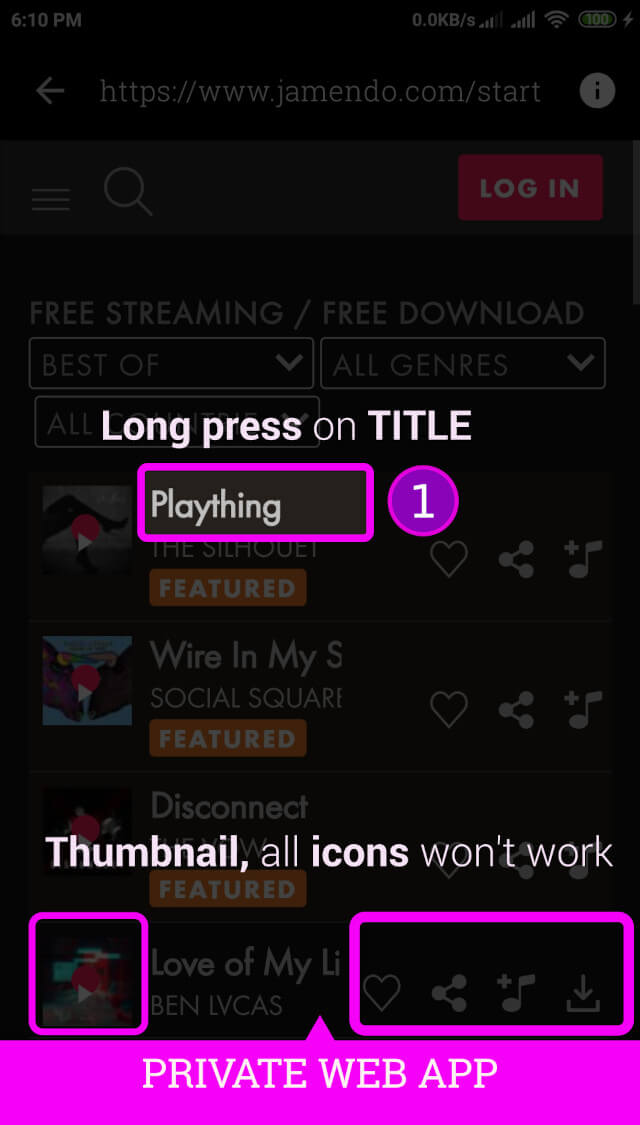 6:10 PM 0.0KB/s 100
https://www.jamendo.com/start
LOG IN
FREE STREAMING / FREE DOWNLOAD
BEST OF ALL GENRES
ALL
Long press on TITLE
Plaything 1
THE SILHOUET
FEATURED
Wire In My S
SOCIAL SQUARE
FEATURED
Disconnect
Thumbnail, all icons won't work
FEATURED
Love of My Li
BEN LVCAS
PRIVATE WEB APP